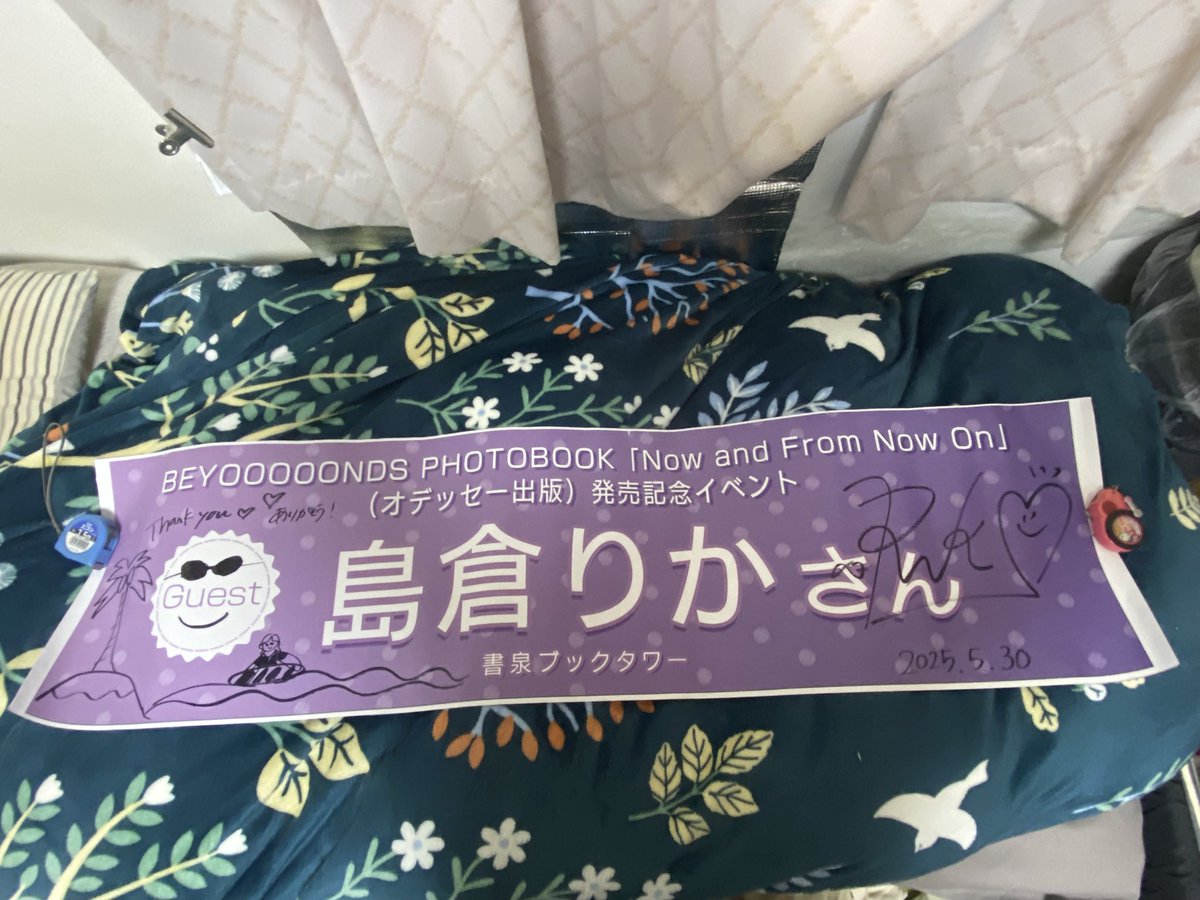 BEYOOOOONDS PHOTOBOOK「Now and From Now On」
(オデッセー出版) 発売記念イベント
Thank you ♡ ♡ ありがとう!
Guest
島倉りかさん
書泉ブックタワー
2025.5.30